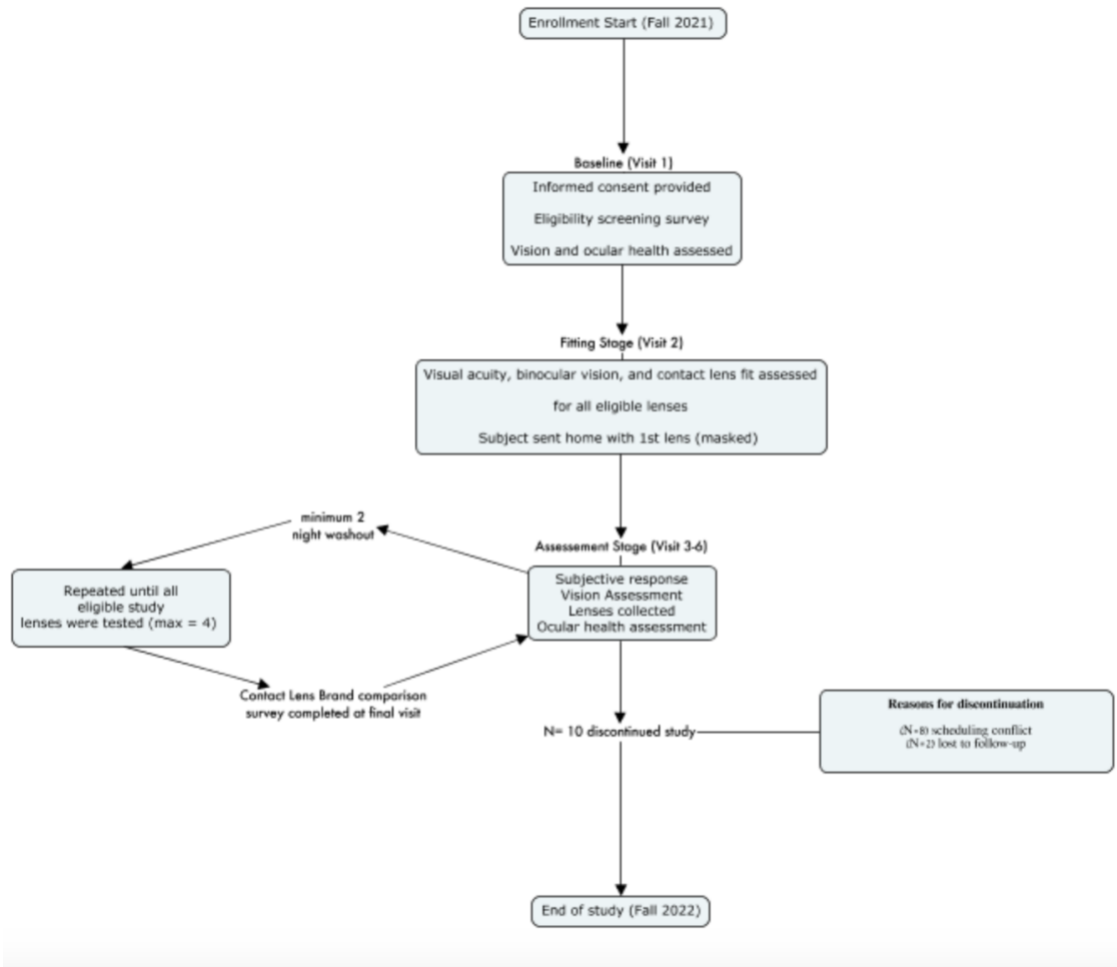 Enrollment Start (Fall 2021)
Baseline (Visit 1)
Informed consent provided
Eligibility screening survey
Vision and ocular health assessed
Fitting Stage (Visit 2)
Visual acuity, binocular vision, and contact lens fit assessed
for all eligible lenses
Subject sent home with 1st lens (masked)
minimum 2
night washout
Assessement Stage (Visit 3-6)
Subjective response
Vision Assessment
Lenses collected
Ocular health assessment
Repeated until all
eligible study
lenses were tested (max = 4)
Contact Lens Brand comparison
survey completed at final visit
N= 10 discontinued study
Reasons for discontinuation
(N=8) scheduling conflict
(N=2) lost to follow-up
End of study (Fall 2022)